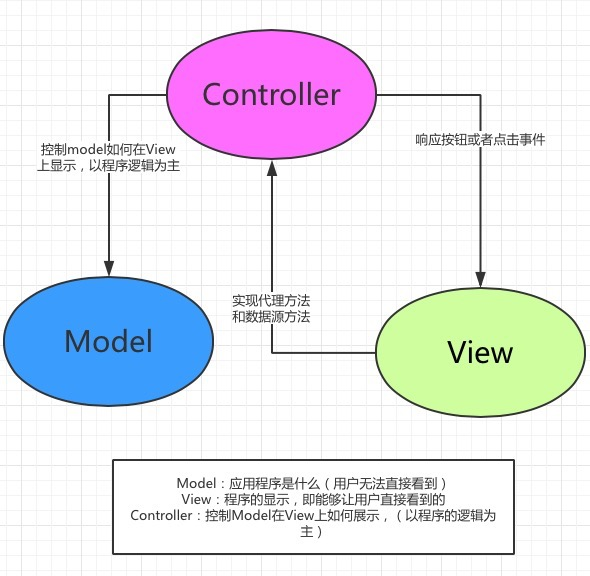 Controller
控制model如何在View
上显示，以程序逻辑为主
响应按钮或者点击事件
实现代理方法
和数据源方法
Model
View
Model：应用程序是什么（用户无法直接看到）
View：程序的显示，即能够让用户直接看到的
Controller：控制Model在View上如何展示，（以程序的逻辑为
主）